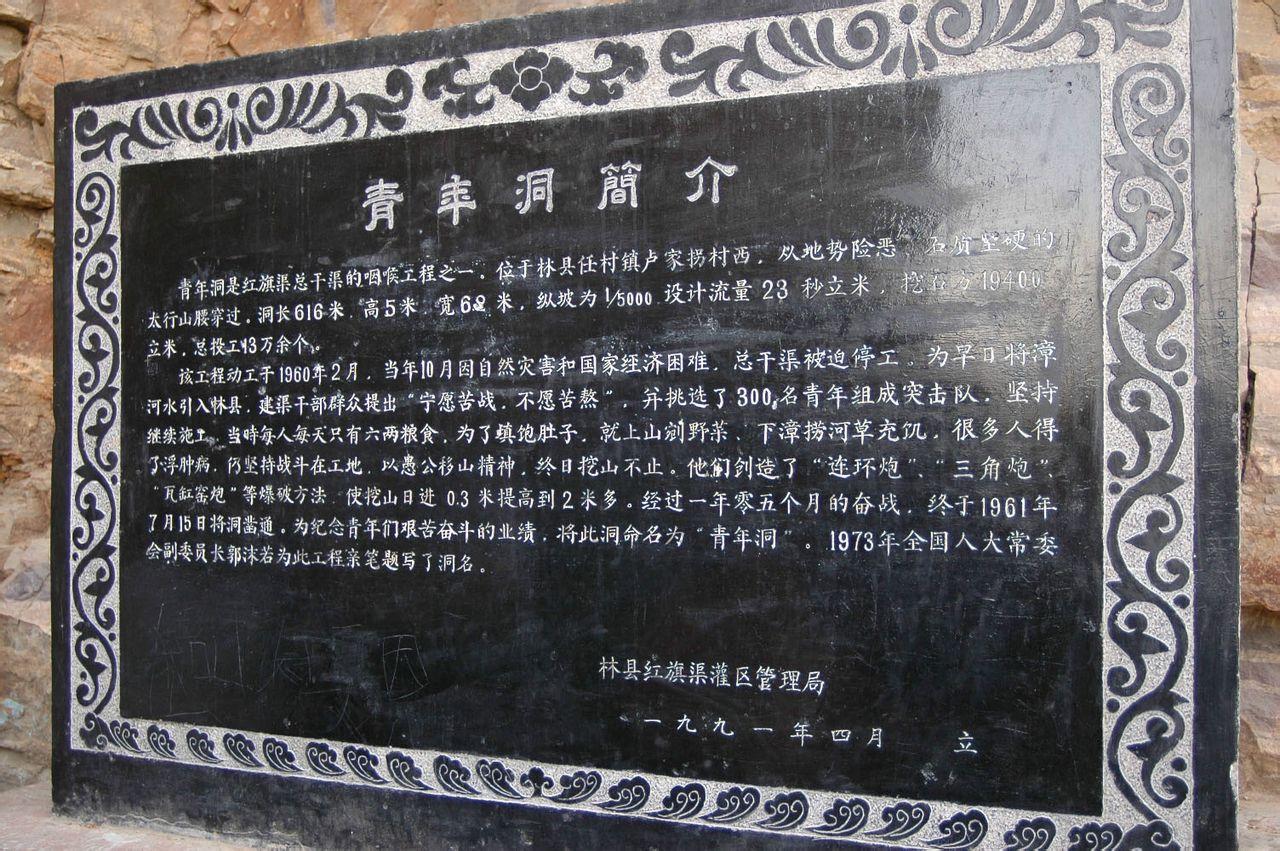 青年洞簡介
青年洞是红旗渠总干渠的咽喉工程之一。位于林县任村镇卢家拐村西，从地势险恶、石质坚硬的
太行山腰穿过。洞长616米，高5米，宽6.2米，纵坡为1/5000，设计流量23秒立米，挖石方19400
立米，总投工13万余个。
该工程动工于1960年2月，当年10月因自然灾害和国家经济困难，总干渠被迫停工。为早日将漳
河水引入林县，建渠干部群众提出“宁愿苦战，不愿苦熬”，并挑选了300名青年组成突击队，坚持
继续施工。当时每人每天只有六两粮食，为了填饱肚子，就上山剜野菜、下漳捞河草充饥，很多人得
了浮肿病，仍坚持战斗在工地，以愚公移山精神，终日挖山不止。他们创造了“连环炮”、“三角炮”、
“瓦缸窑炮”等爆破方法，使挖山日进0.3米提高到2米多。经过一年零五个月的奋战，终于1961年
7月15日将洞凿通。为纪念青年们艰苦奋斗的业绩，将此洞命名为“青年洞”。1973年全国人大常委
会副委员长郭沫若为此工程亲笔题写了洞名。
林县红旗渠灌区管理局
一九九一年四月 立